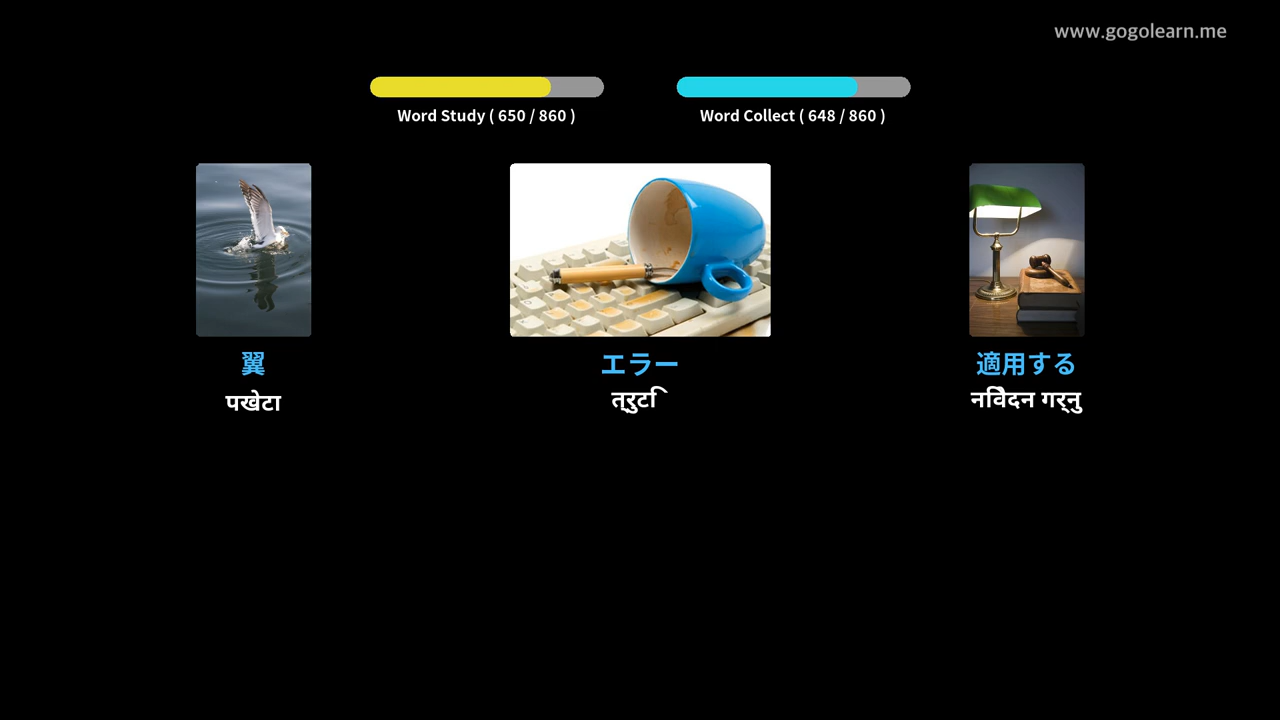 www.gogolearn.me
Word Study ( 650 / 860 )
Word Collect ( 648 / 860 )
翼
エラー
適用する
पखेटा
त्रुटि
निवेदन गर्नु